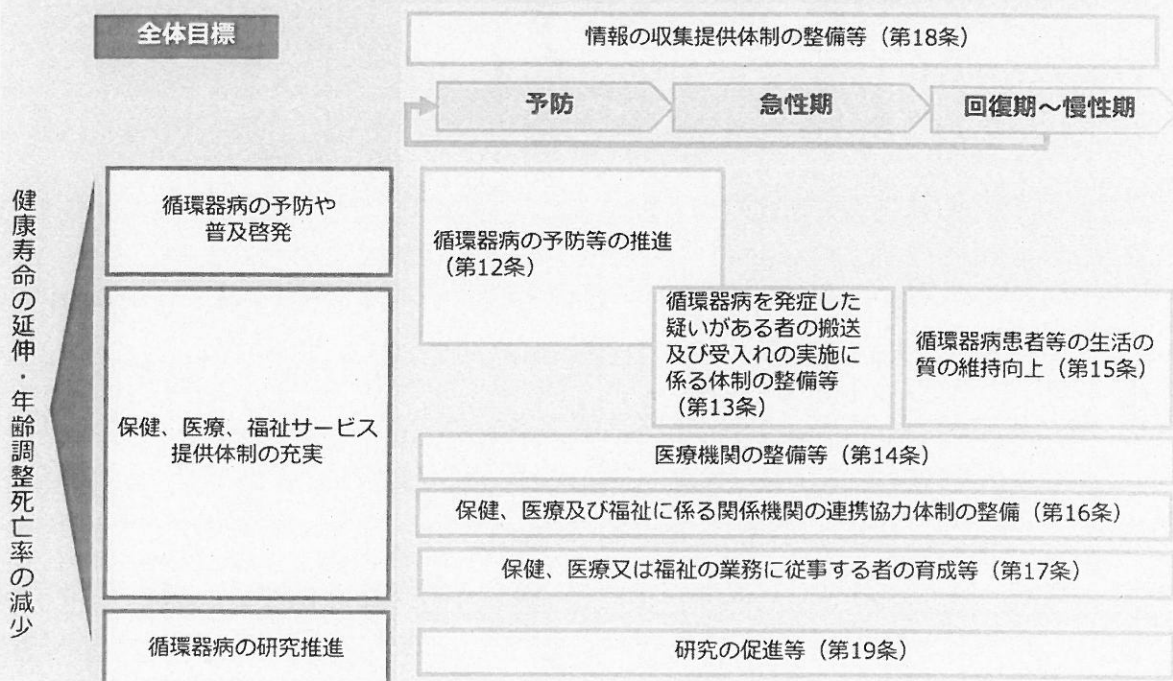 全体目標
情報の収集提供体制の整備等（第18条）
予防
急性期
回復期～慢性期
健康寿命の延伸・年齢調整死亡率の減少
循環器病の予防や
普及啓発
循環器病の予防等の推進
（第12条）
保健、医療、福祉サービス
提供体制の充実
循環器病を発症した
疑いがある者の搬送
及び受入れの実施に
係る体制の整備等
（第13条）
循環器病患者等の生活の
質の維持向上（第15条）
医療機関の整備等（第14条）
保健、医療及び福祉に係る関係機関の連携協力体制の整備（第16条）
保健、医療又は福祉の業務に従事する者の育成等（第17条）
循環器病の研究推進
研究の促進等（第19条）